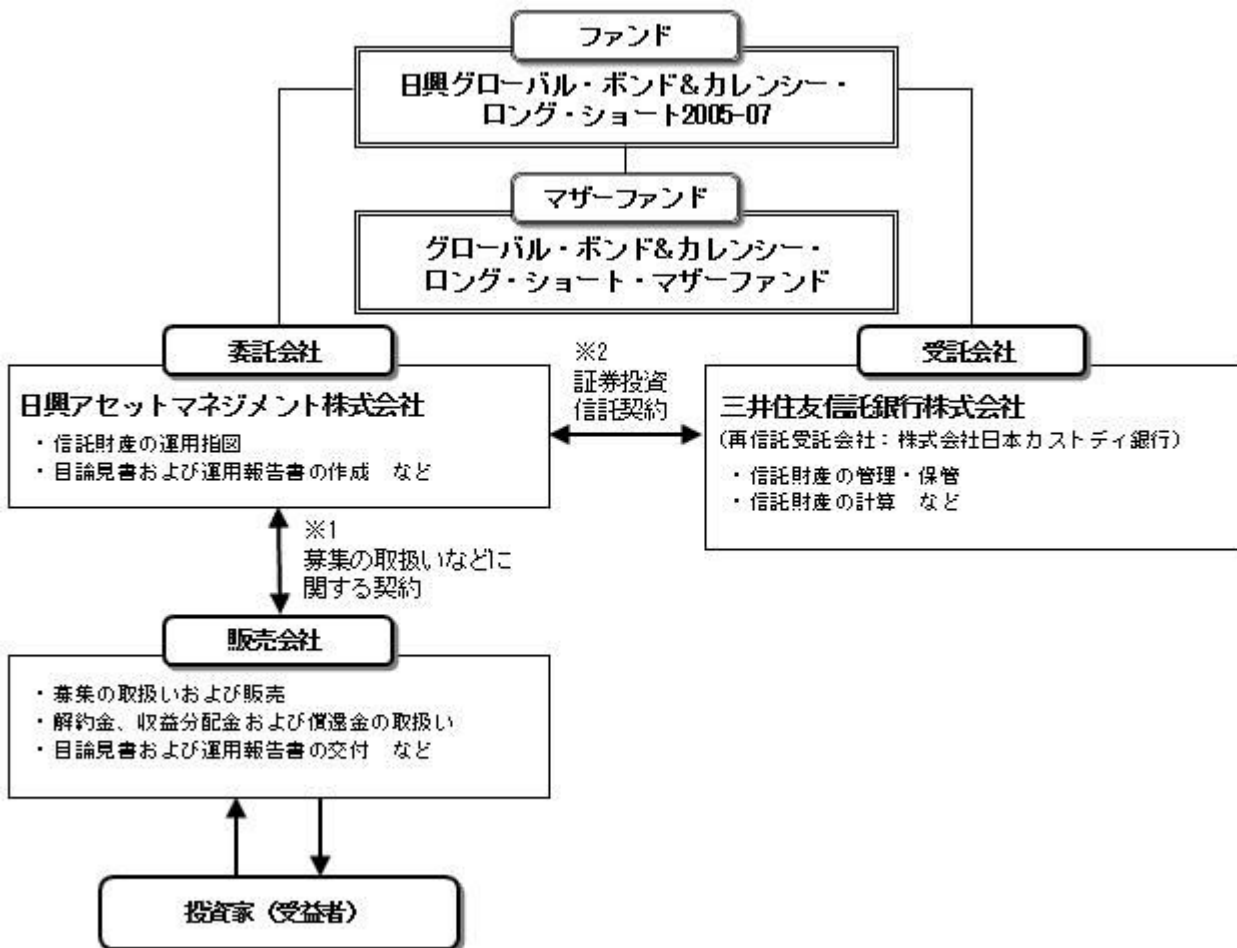 ファンド
日興グローバル・ボンド&カレンシー・
ロング・ショート2005-07
マザーファンド
グローバル・ボンド&カレンシー・
ロング・ショート・マザーファンド
委託会社
日興アセットマネジメント株式会社
・信託財産の運用指図
・目論見書および運用報告書の作成　など
※2
証券投資
信託契約
受託会社
三井住友信託銀行株式会社
(再信託受託会社：株式会社日本カストディ銀行)
・信託財産の管理・保管
・信託財産の計算　など
※1
募集の取扱いなどに
関する契約
販売会社
・募集の取扱いおよび販売
・解約金、収益分配金および償還金の取扱い
・目論見書および運用報告書の交付　など
投資家（受益者）